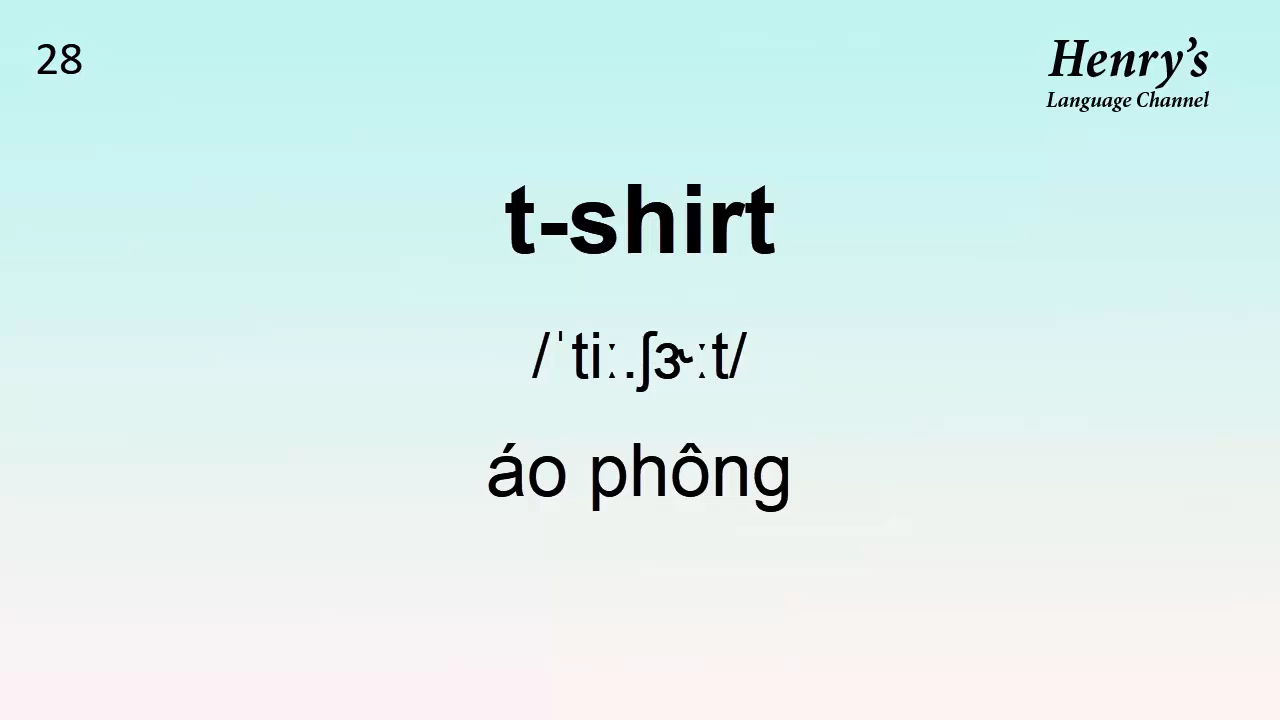 28
Henry's
Language Channel
t-shirt
/ˈtiː.ʃɝːt/
áo phông